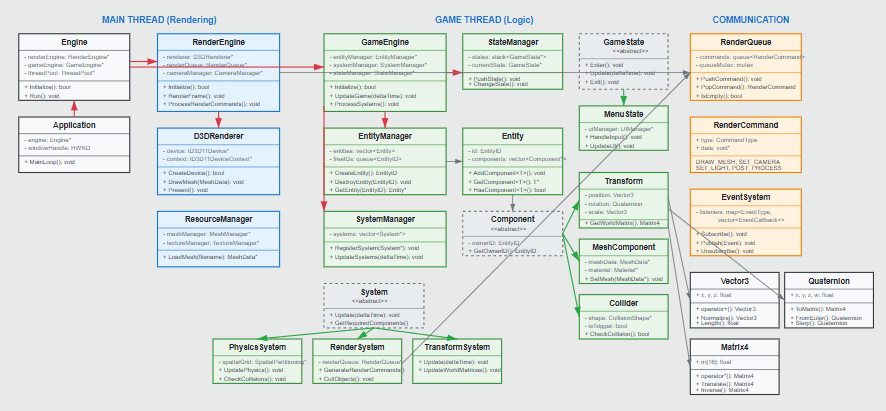 MAIN THREAD (Rendering)
GAME THREAD (Logic)
COMMUNICATION
Engine
- renderEngine: RenderEngine*
- gameEngine: GameEngine*
- threadPool: ThreadPool*
+ Initialize(): bool
+ Run(): void
Application
- engine: Engine*
- windowHandle: HWND
+ MainLoop(): void
RenderEngine
- renderer: D3DRenderer*
- renderQueue: RenderQueue*
- cameraManager: CameraManager*
+ Initialize(): bool
+ RenderFrame(): void
+ ProcessRenderCommands(): void
D3DRenderer
- device: ID3D11Device*
- context: ID3D11DeviceContext*
+ CreateDevice(): bool
+ DrawMesh(MeshData): void
+ Present(): void
ResourceManager
- meshManager: MeshManager*
- textureManager: TextureManager*
+ LoadMesh(filename): MeshData*
GameEngine
- entityManager: EntityManager*
- systemManager: SystemManager*
- stateManager: StateManager*
+ Initialize(): bool
+ UpdateGame(deltaTime): void
+ ProcessSystems(): void
EntityManager
- entities: vector<Entity>
- freeIDs: queue<EntityID>
+ CreateEntity(): EntityID
+ DestroyEntity(EntityID): void
+ GetEntity(EntityID): Entity*
SystemManager
- systems: vector<System*>
+ RegisterSystem(System*): void
+ UpdateSystems(deltaTime): void
StateManager
- states: stack<GameState*>
- currentState: GameState*
+ PushState(): void
+ ChangeState(): void
Entity
- id: EntityID
- components: vector<Component*>
+ AddComponent<T>(): void
+ GetComponent<T>(): T*
+ HasComponent<T>(): bool
Component
<<abstract>>
- ownerID: EntityID
+ GetOwnerID(): EntityID
System
<<abstract>>
+ Update(deltaTime): void
+ GetRequiredComponents()
PhysicsSystem
- spatialGrid: SpatialPartitioning*
+ UpdatePhysics(): void
+ CheckCollisions(): void
RenderSystem
- renderQueue: RenderQueue*
+ GenerateRenderCommands()
+ CullObjects(): void
TransformSystem
+ Update(deltaTime): void
+ UpdateWorldMatrices(): void
GameState
<<abstract>>
+ Enter(): void
+ Update(deltaTime): void
+ Exit(): void
MenuState
- uiManager: UIManager*
+ HandleInput(): void
+ UpdateUI(): void
Transform
- position: Vector3
- rotation: Quaternion
- scale: Vector3
+ GetWorldMatrix(): Matrix4
MeshComponent
- meshData: MeshData*
- material: Material*
+ SetMesh(MeshData*): void
Collider
- shape: CollisionShape*
- isTrigger: bool
+ CheckCollision(): bool
RenderQueue
- commands: queue<RenderCommand>
- queueMutex: mutex
+ PushCommand(): void
+ PopCommand(): RenderCommand
+ IsEmpty(): bool
RenderCommand
+ type: CommandType
+ data: void*
DRAW_MESH, SET_CAMERA
SET_LIGHT, POST_PROCESS
EventSystem
- listeners: map<EventType,
vector<EventCallback>>
+ Subscribe(): void
+ Publish(Event): void
+ Unsubscribe(): void
Vector3
+ x, y, z: float
+ operator+(): Vector3
+ Normalize(): Vector3
+ Length(): float
Quaternion
+ x, y, z, w: float
+ ToMatrix(): Matrix4
+ FromEuler(): Quaternion
+ Slerp(): Quaternion
Matrix4
+ m[16]: float
+ operator*(): Matrix4
+ Translate(): Matrix4
+ Inverse(): Matrix4